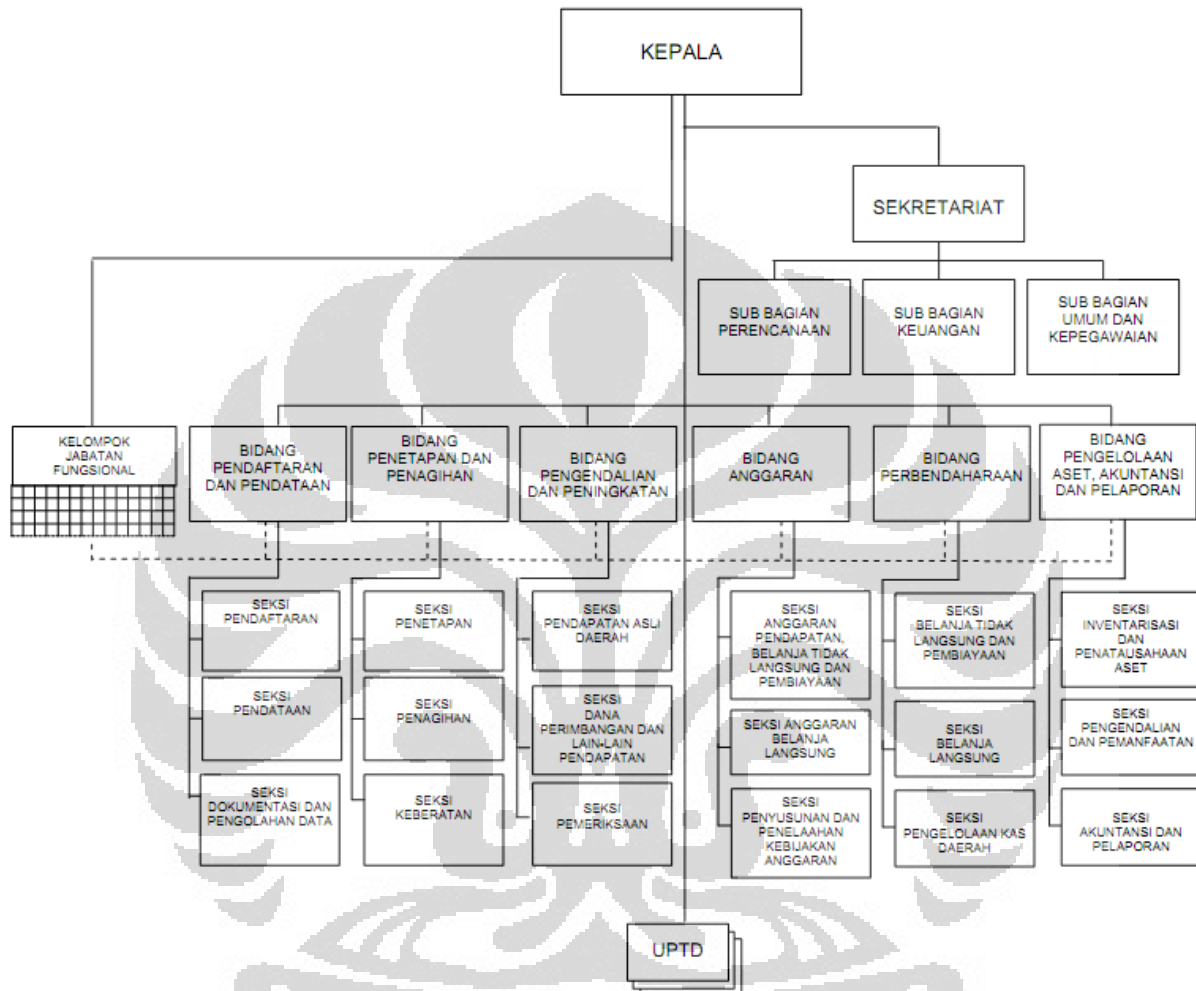 KEPALA
SEKRETARIAT
SUB BAGIAN
PERENCANAAN
SUB BAGIAN
KEUANGAN
SUB BAGIAN
UMUM DAN
KEPEGAWAIAN
KELOMPOK
JABATAN
FUNGSIONAL
BIDANG
PENDAFTARAN
DAN PENDATAAN
BIDANG
PENETAPAN DAN
PENAGIHAN
BIDANG
PENGENDALIAN
DAN PENINGKATAN
BIDANG
ANGGARAN
BIDANG
PERBENDAHARAAN
BIDANG
PENGELOLAAN
ASET, AKUNTANSI
DAN PELAPORAN
SEKSI
PENDAFTARAN
SEKSI
PENDATAAN
SEKSI
DOKUMENTASI DAN
PENGOLAHAN DATA
SEKSI
PENETAPAN
SEKSI
PENAGIHAN
SEKSI
KEBERATAN
SEKSI
PENDAPATAN ASLI
DAERAH
SEKSI
DANA
PERIMBANGAN DAN
LAIN-LAIN
PENDAPATAN
SEKSI
PEMERIKSAAN
SEKSI
ANGGARAN
PENDAPATAN,
BELANJA TIDAK
LANGSUNG DAN
PEMBIAYAAN
SEKSI ANGGARAN
BELANJA
LANGSUNG
SEKSI
PENYUSUNAN DAN
PENELAAHAN
KEBIJAKAN
ANGGARAN
SEKSI
BELANJA TIDAK
LANGSUNG DAN
PEMBIAYAAN
SEKSI
BELANJA
LANGSUNG
SEKSI
PENGELOLAAN KAS
DAERAH
SEKSI
INVENTARISASI
DAN
PENATAUSAHAAN
ASET
SEKSI
PENGENDALIAN
DAN PEMANFAATAN
SEKSI
AKUNTANSI DAN
PELAPORAN
UPTD